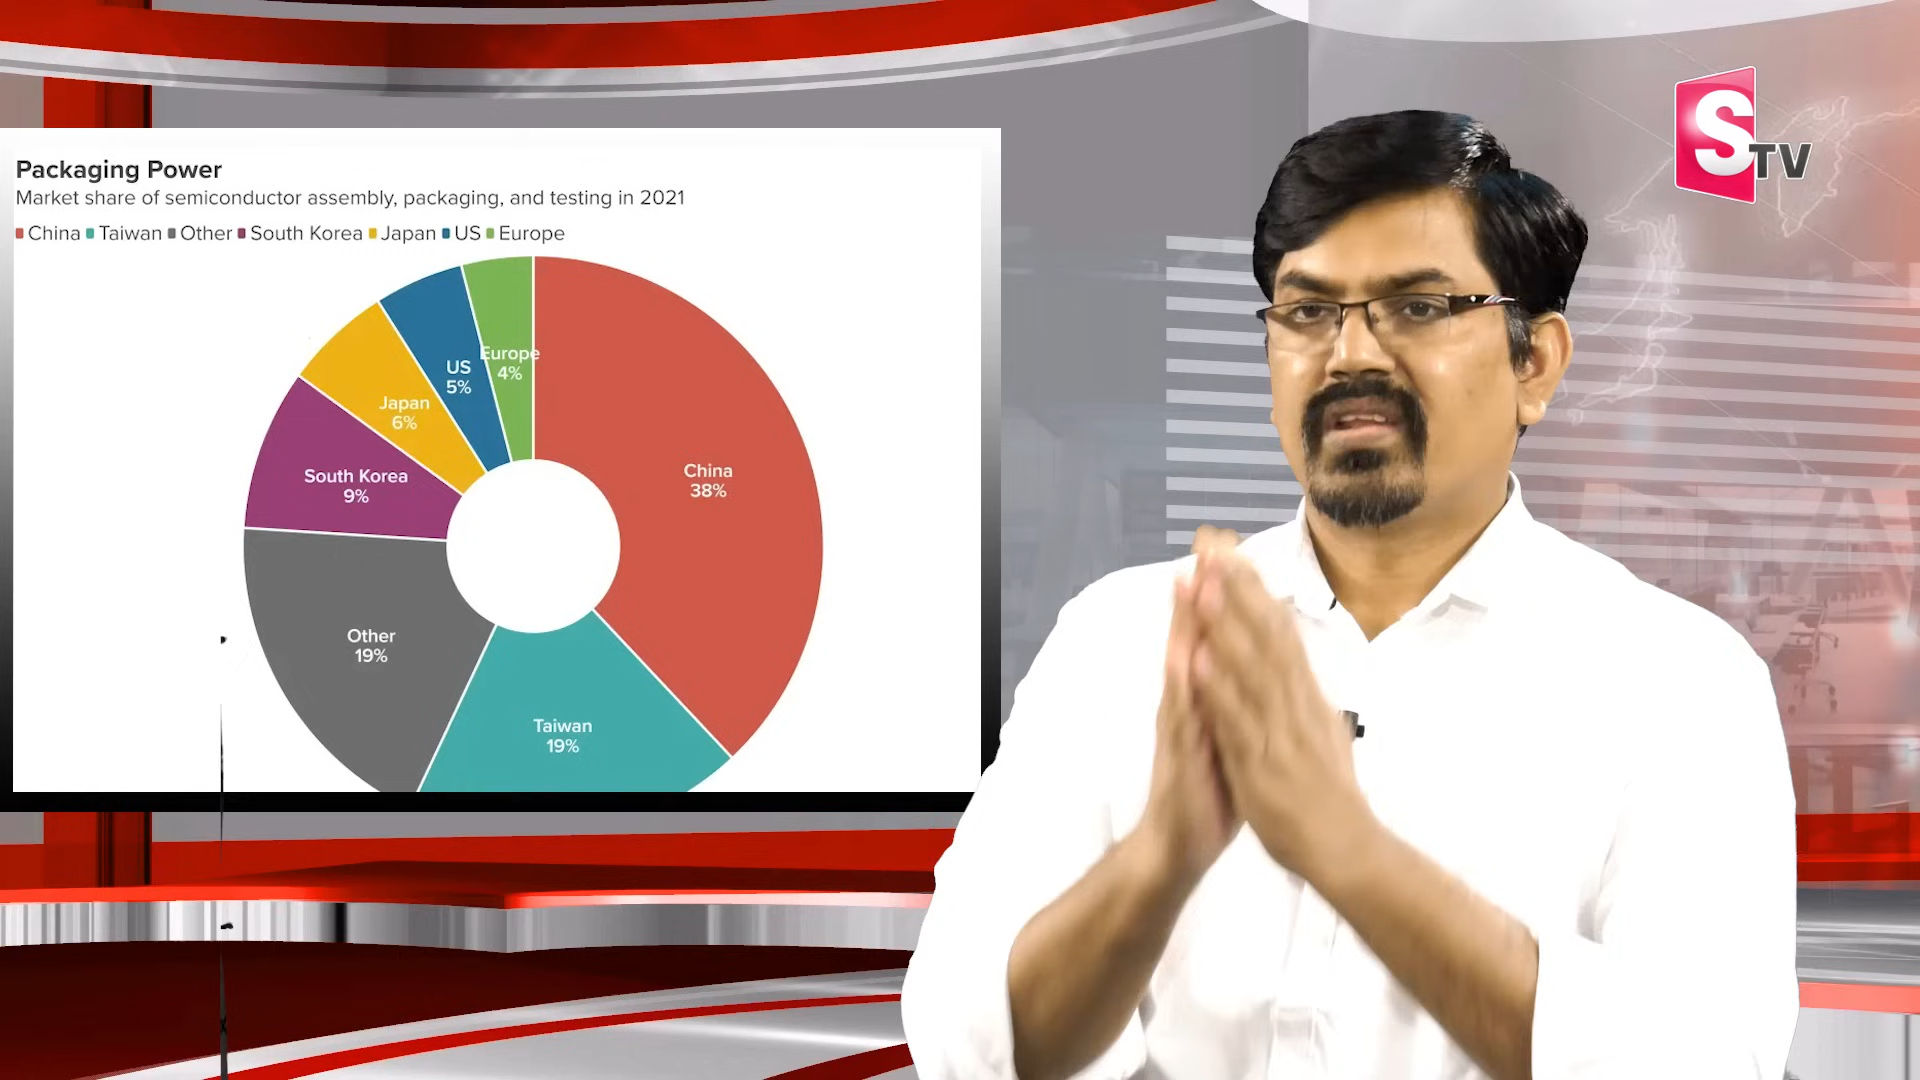 Packaging Power
Market share of semiconductor assembly, packaging, and testing in 2021
China Taiwan Other South Korea Japan US Europe
Europe
4%
US
5%
Japan
6%
South Korea
9%
China
38%
Other
19%
Taiwan
19%
STV